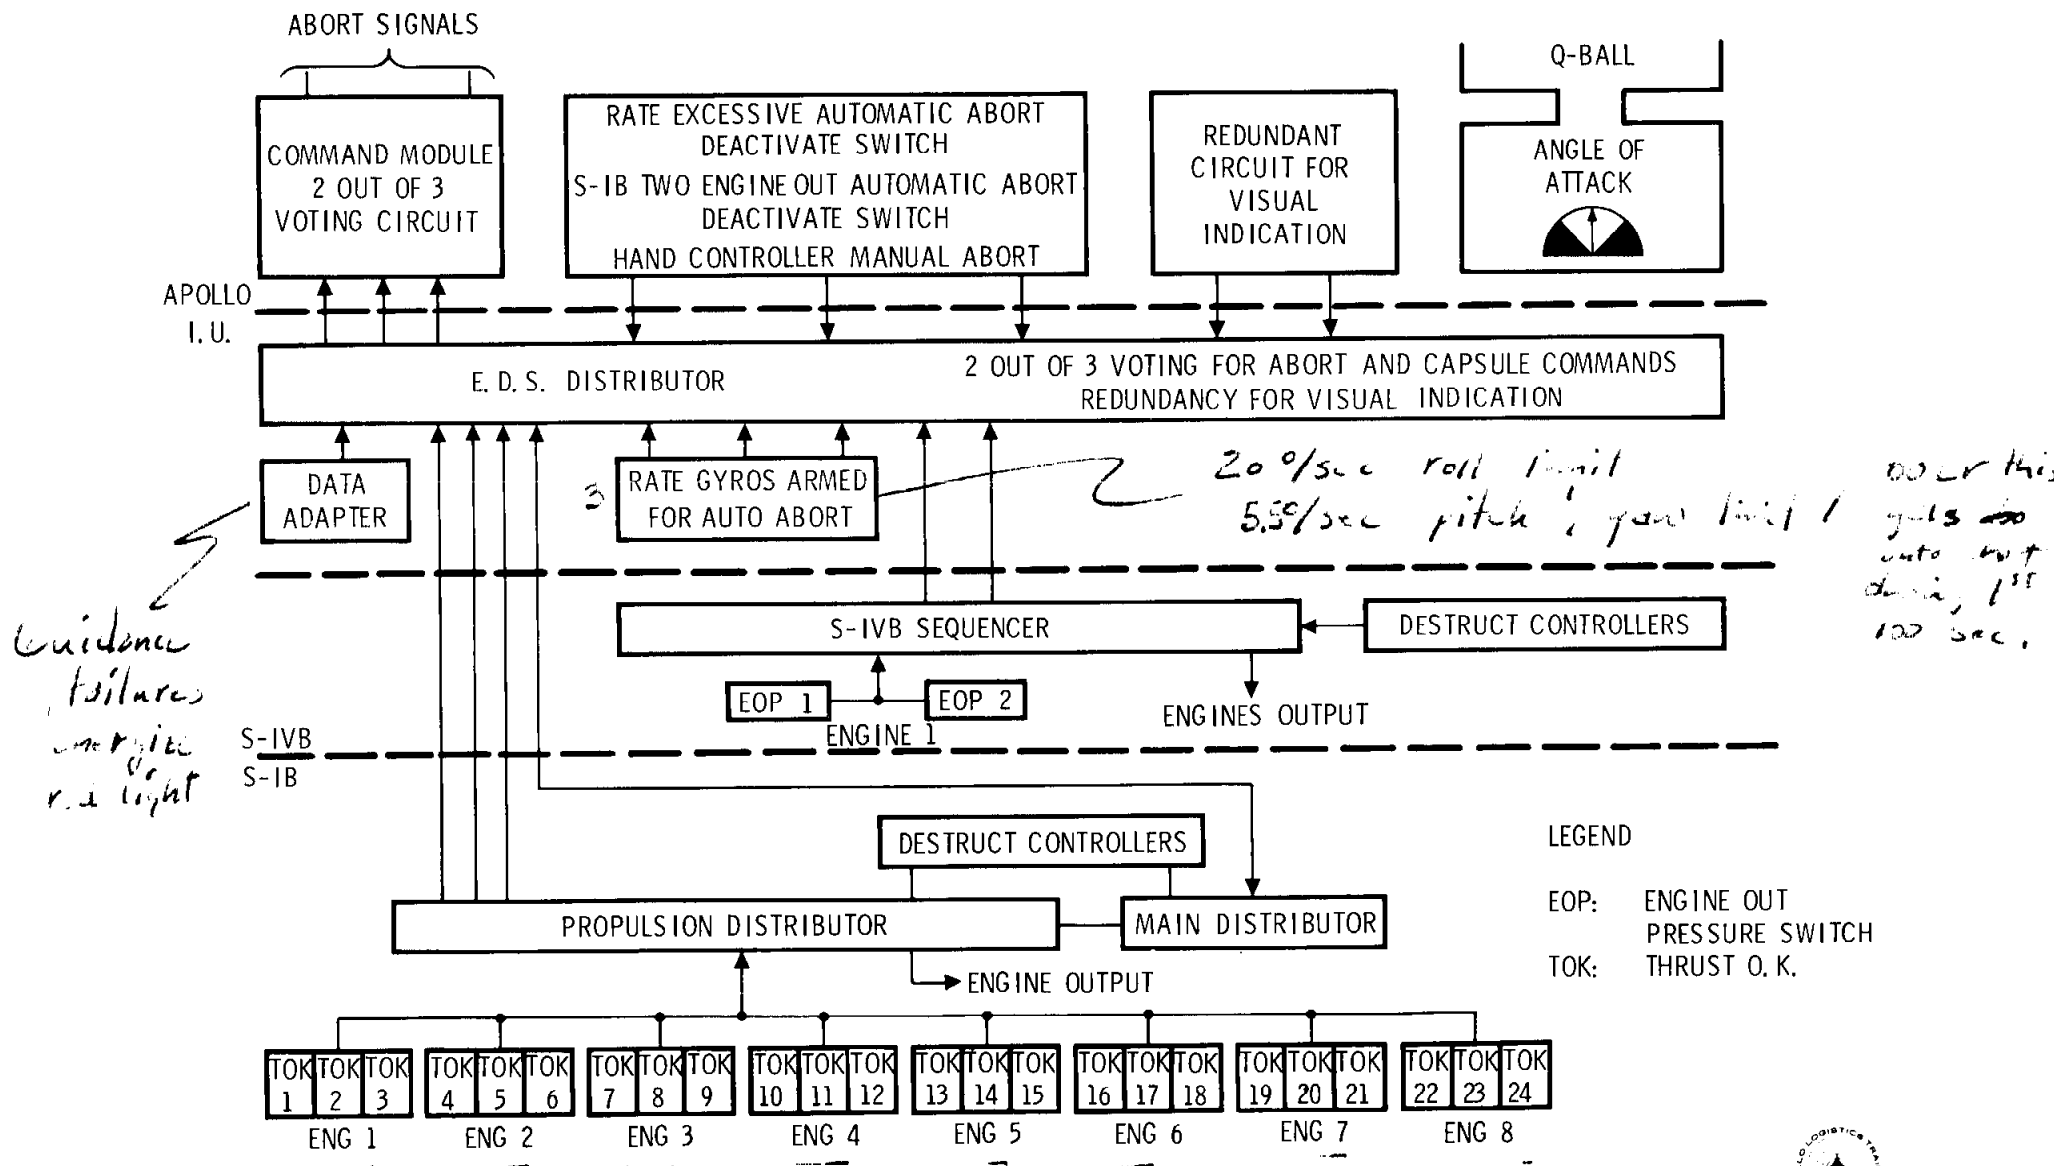 ABORT SIGNALS
COMMAND MODULE
2 OUT OF 3
VOTING CIRCUIT
RATE EXCESSIVE AUTOMATIC ABORT
DEACTIVATE SWITCH
S-IB TWO ENGINE OUT AUTOMATIC ABORT
DEACTIVATE SWITCH
HAND CONTROLLER MANUAL ABORT
REDUNDANT
CIRCUIT FOR
VISUAL
INDICATION
Q-BALL
ANGLE OF
ATTACK
APOLLO
I.U.
E.D.S. DISTRIBUTOR
2 OUT OF 3 VOTING FOR ABORT AND CAPSULE COMMANDS
REDUNDANCY FOR VISUAL INDICATION
DATA
ADAPTER
3
RATE GYROS ARMED
FOR AUTO ABORT
20°/sec roll limit
5.5°/sec pitch & yaw limit
over this
during 1st
100 sec.
Guidance
failures
energize
red light
S-IVB SEQUENCER
DESTRUCT CONTROLLERS
EOP 1
EOP 2
ENGINE 1
ENGINES OUTPUT
S-IVB
S-IB
DESTRUCT CONTROLLERS
PROPULSION DISTRIBUTOR
MAIN DISTRIBUTOR
ENGINE OUTPUT
LEGEND
EOP: ENGINE OUT
PRESSURE SWITCH
TOK: THRUST O.K.
TOK TOK TOK TOK TOK TOK TOK TOK TOK TOK TOK TOK TOK TOK TOK TOK TOK TOK TOK TOK TOK TOK TOK TOK
1 2 3 4 5 6 7 8 9 10 11 12 13 14 15 16 17 18 19 20 21 22 23 24
ENG 1 ENG 2 ENG 3 ENG 4 ENG 5 ENG 6 ENG 7 ENG 8